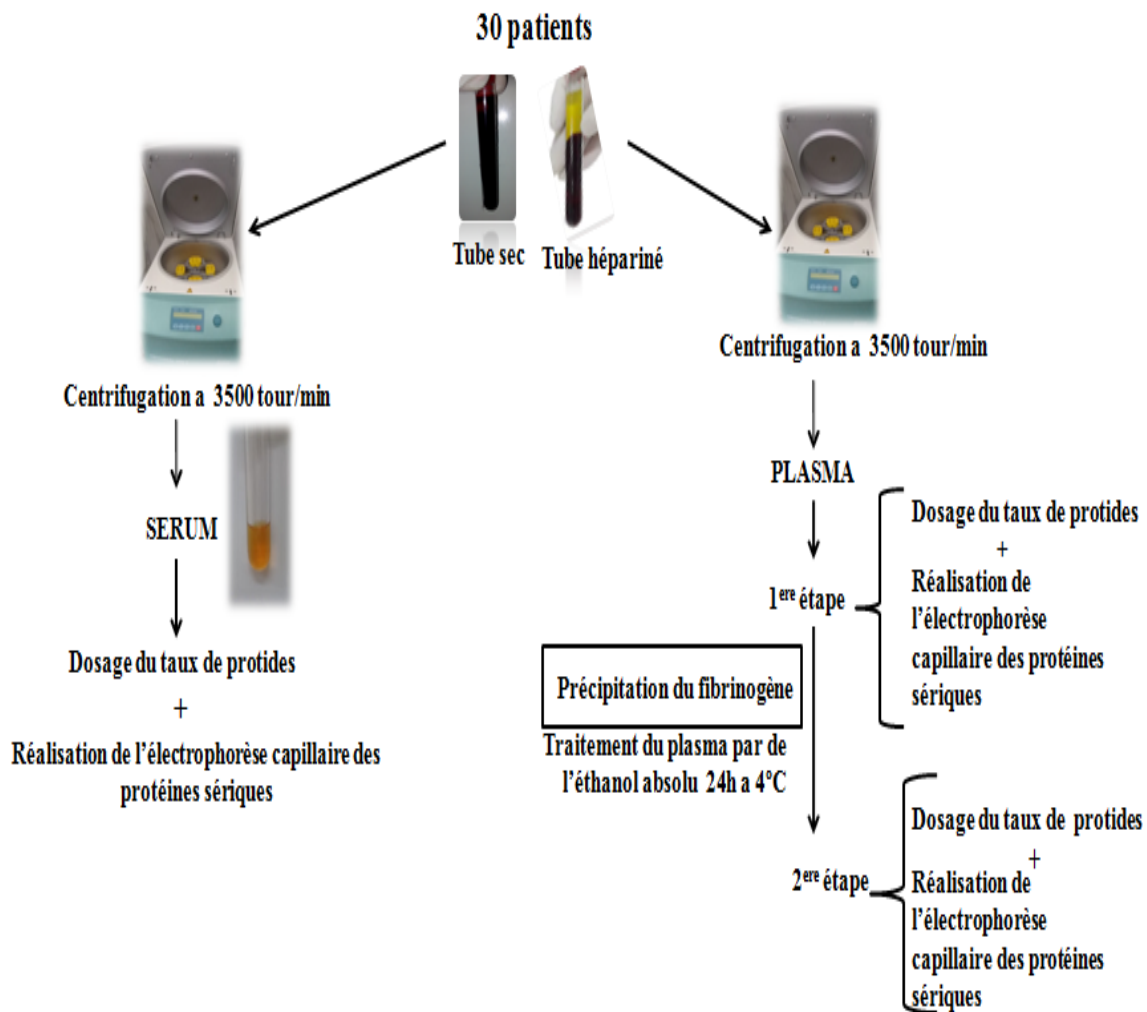 30 patients
Tube sec
Tube hépariné
Centrifugation a 3500 tour/min
SERUM
Dosage du taux de protides
+
Réalisation de l'électrophorèse capillaire des
protéines sériques
Centrifugation a 3500 tour/min
PLASMA
1ere étape
Dosage du taux de protides
+
Réalisation de
l'électrophorèse
capillaire des protéines
sériques
Précipitation du fibrinogène
Traitement du plasma par de
l'éthanol absolu 24h a 4°C
2ere étape
Dosage du taux de protides
+
Réalisation de
l'électrophorèse
capillaire des protéines
sériques